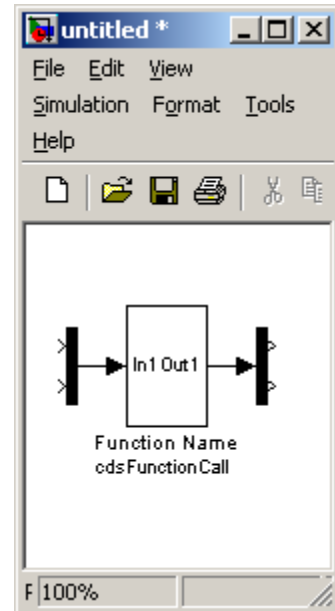 untitled *
File Edit View
Simulation Format Tools
Help
In1 Out1
Function Name
cdsFunctionCall
F 100%